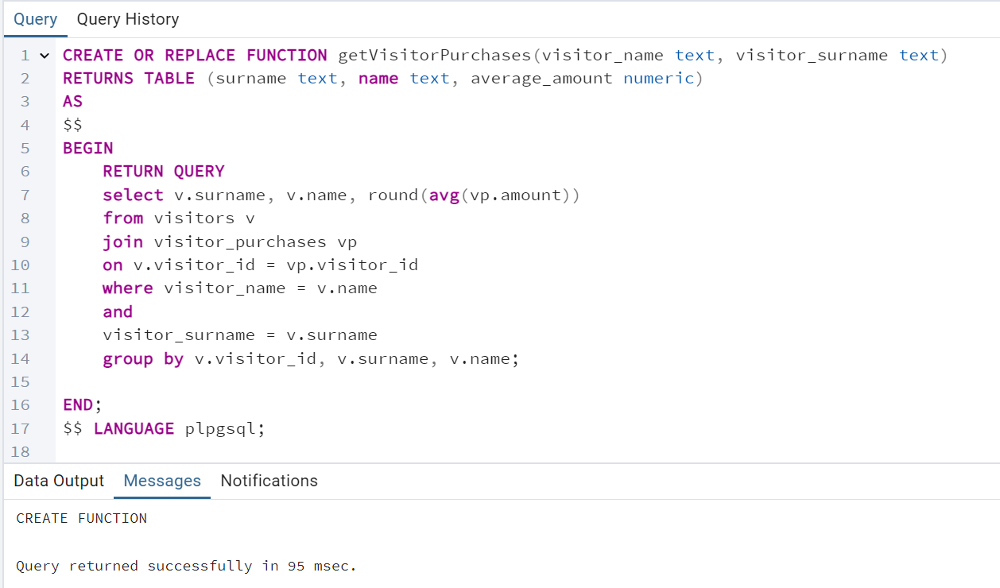 Query Query History
1 CREATE OR REPLACE FUNCTION getVisitorPurchases(visitor_name text, visitor_surname text)
2 RETURNS TABLE (surname text, name text, average_amount numeric)
3 AS
4 $$
5 BEGIN
6     RETURN QUERY
7     select v.surname, v.name, round(avg(vp.amount))
8     from visitors v
9     join visitor_purchases vp
10     on v.visitor_id = vp.visitor_id
11     where visitor_name = v.name
12     and
13     visitor_surname = v.surname
14     group by v.visitor_id, v.surname, v.name;
15
16 END;
17 $$ LANGUAGE plpgsql;
18
Data Output Messages Notifications
CREATE FUNCTION
Query returned successfully in 95 msec.